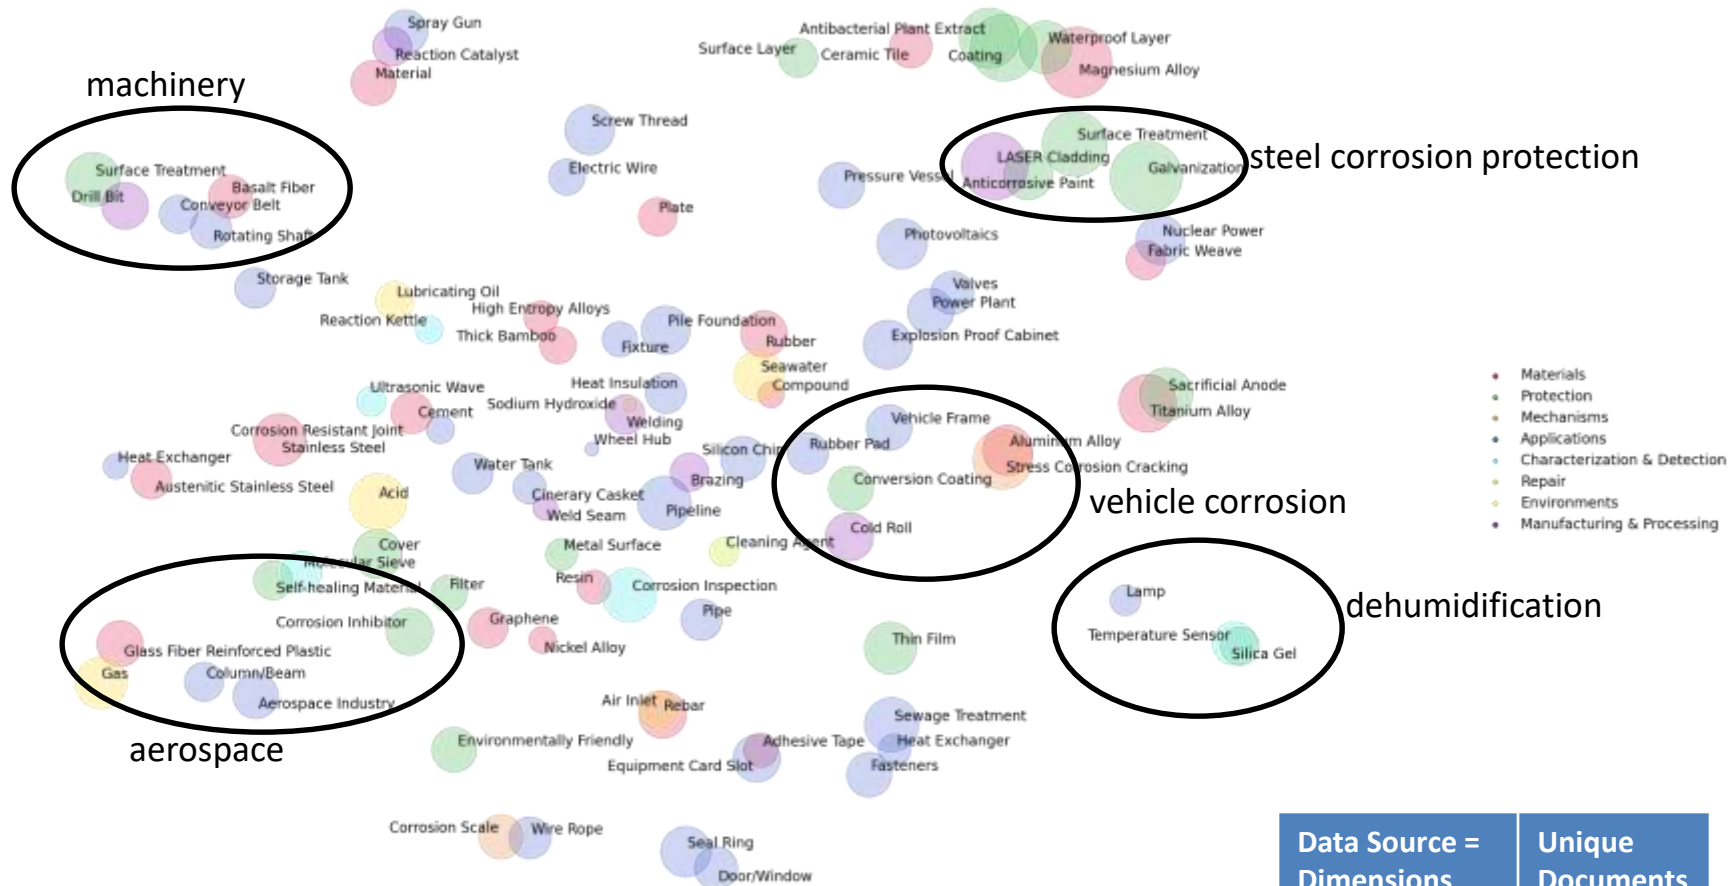 Spray Gun
Antibacterial Plant Extract
Waterproof Layer
Surface Layer
Reaction Catalyst
Ceramic Tile
Coating
Material
Magnesium Alloy
machinery
Screw Thread
Surface Treatment
steel corrosion protection
LASER Cladding
Galvanization
Anticorrosive Paint
Electric Wire
Pressure Vessel
Surface Treatment
Basalt Fiber
Drill Bit
Conveyor Belt
Rotating Shaft
Plate
Photovoltaics
Nuclear Power
Fabric Weave
Storage Tank
Valves
Lubricating Oil
Power Plant
High Entropy Alloys
Reaction Kettle
Pile Foundation
Thick Bamboo
Fixture
Rubber
Explosion Proof Cabinet
Seawater
Heat Insulation
Compound
Ultrasonic Wave
Sodium Hydroxide
Cement
Welding
Wheel Hub
Sacrificial Anode
Titanium Alloy
Materials
Protection
Mechanisms
Applications
Characterization & Detection
Repair
Environments
Manufacturing & Processing
Vehicle Frame
Corrosion Resistant Joint
Stainless Steel
Silicon Chip
Rubber Pad
Aluminum Alloy
Stress Corrosion Cracking
Heat Exchanger
Austenitic Stainless Steel
Water Tank
Brazing
Conversion Coating
Acid
Cinerary Casket
Weld Seam
Pipeline
vehicle corrosion
Cold Roll
Cover
Molecular Sieve
Metal Surface
Cleaning Agent
Self-healing Material
Filter
Resin
Corrosion Inspection
Lamp
dehumidification
Corrosion Inhibitor
Graphene
Pipe
Temperature Sensor
Silica Gel
Glass Fiber Reinforced Plastic
Nickel Alloy
Thin Film
Gas
Column/Beam
Aerospace Industry
aerospace
Air Inlet
Rebar
Sewage Treatment
Environmentally Friendly
Adhesive Tape
Heat Exchanger
Equipment Card Slot
Fasteners
Corrosion Scale
Wire Rope
Seal Ring
Door/Window
Data Source =
Dimensions
Unique
Documents